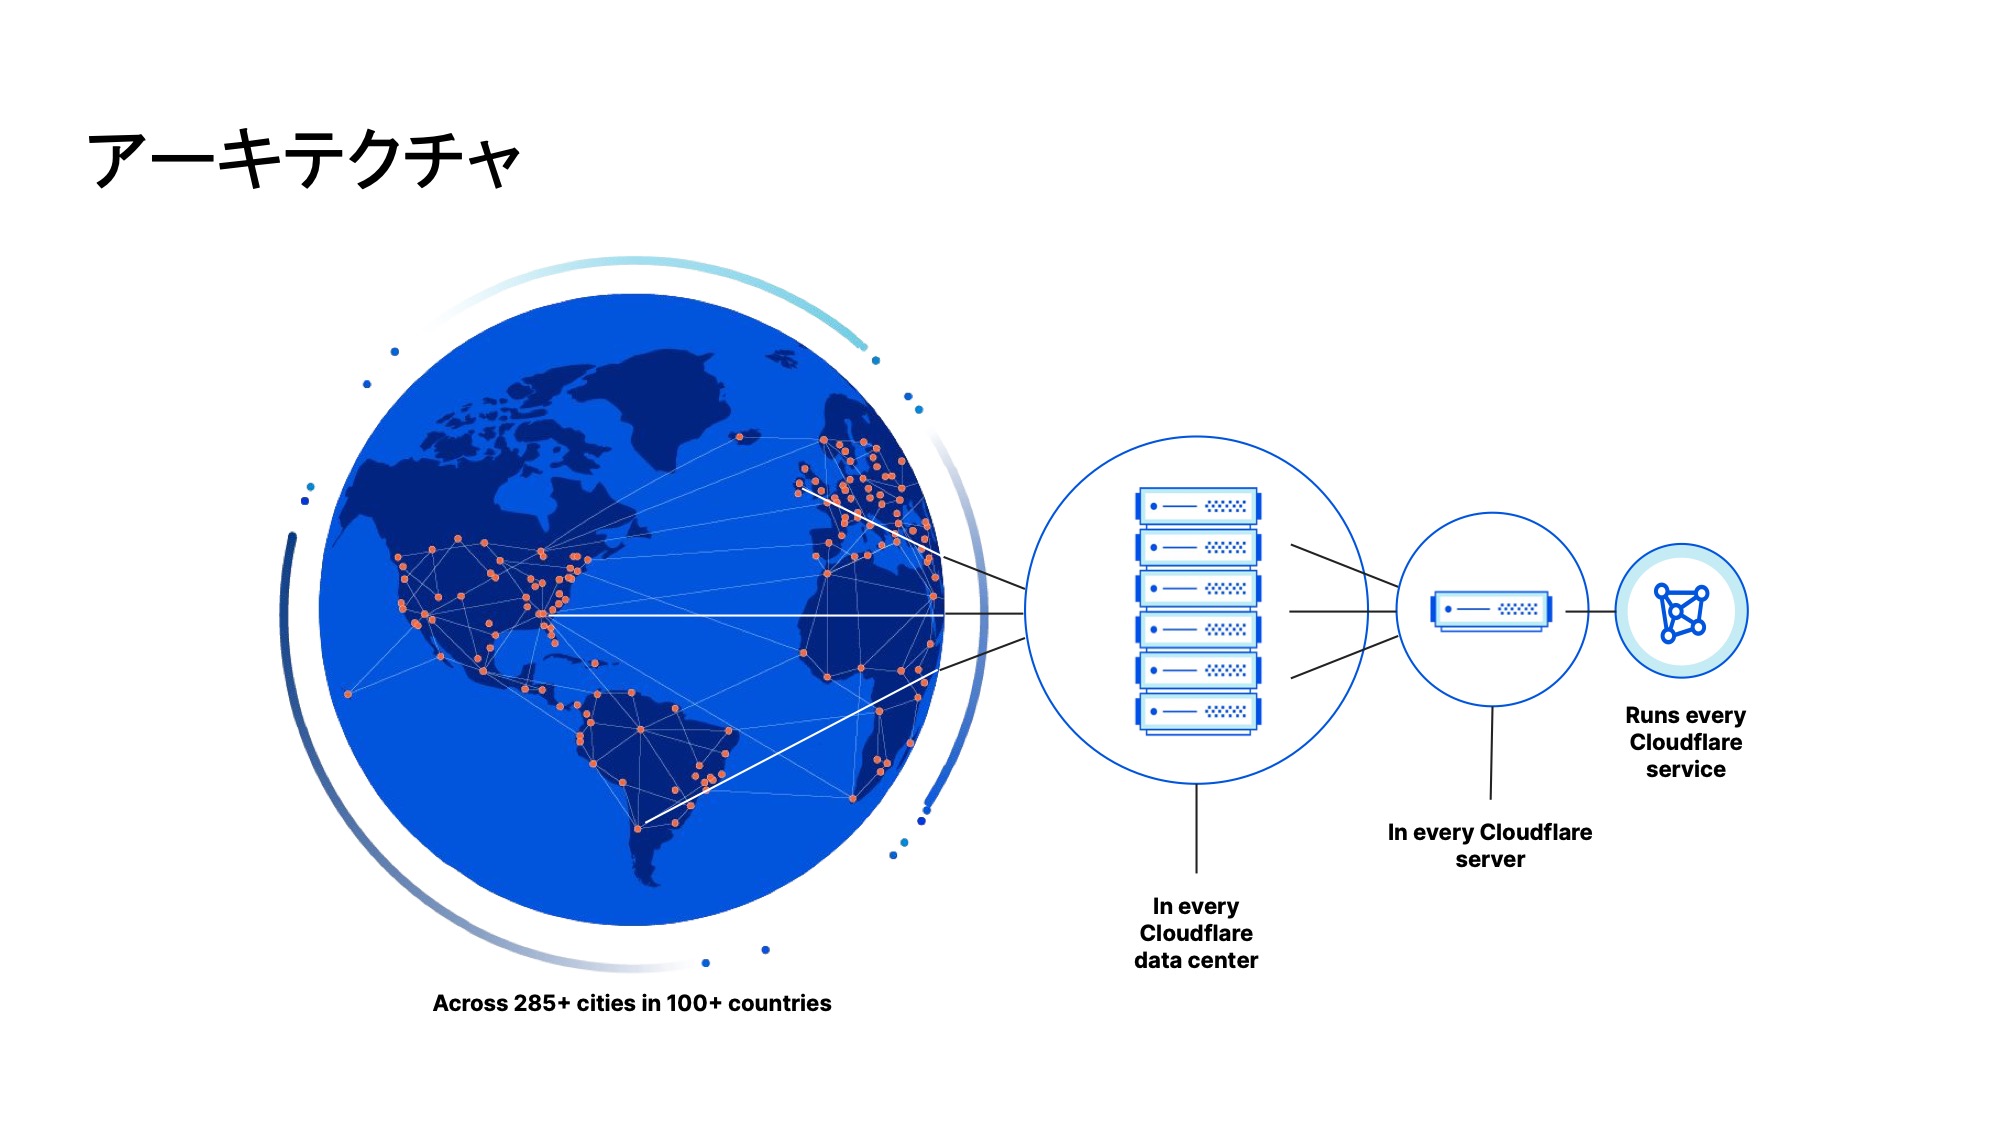 アーキテクチャ
Across 285+ cities in 100+ countries
In every
Cloudflare
data center
In every Cloudflare
server
Runs every
Cloudflare
service